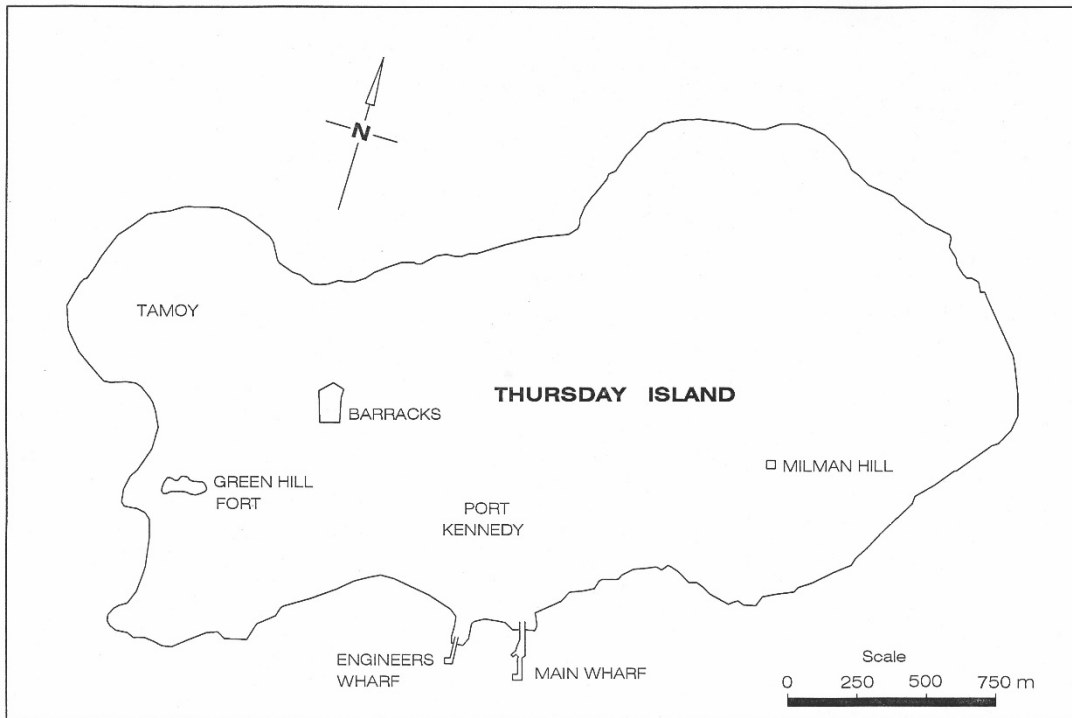 N
TAMOY
THURSDAY ISLAND
BARRACKS
MILMAN HILL
GREEN HILL
FORT
PORT
KENNEDY
ENGINEERS
WHARF
MAIN WHARF
Scale
0 250 500 750 m